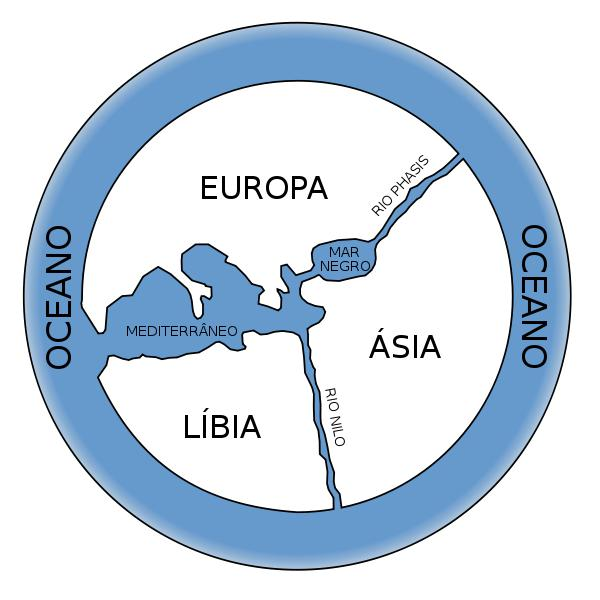 EUROPA
RIO PHASIS
MAR
NEGRO
OCEANO
OCEANO
MEDITERRÂNEO
ÁSIA
LÍBIA
RIO NILO